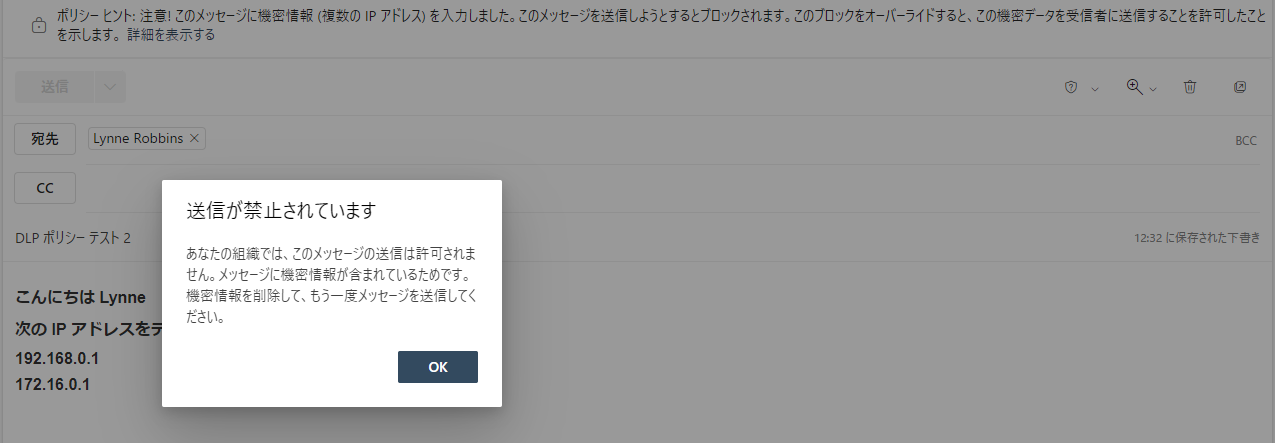 ポリシー ヒント: 注意! このメッセージに機密情報 (複数の IP アドレス) を入力しました。このメッセージを送信しようとするとブロックされます。このブロックをオーバーライドすると、この機密データを受信者に送信することを許可したこと
を示します。 詳細を表示する
送信
宛先
Lynne Robbins
BCC
CC
DLP ポリシー テスト 2
12:32 に保存された下書き
こんにちは Lynne
次の IP アドレスをテ
192.168.0.1
172.16.0.1
送信が禁止されています
あなたの組織では、このメッセージの送信は許可されま
せん。メッセージに機密情報が含まれているためです。
機密情報を削除して、もう一度メッセージを送信してく
ださい。
OK